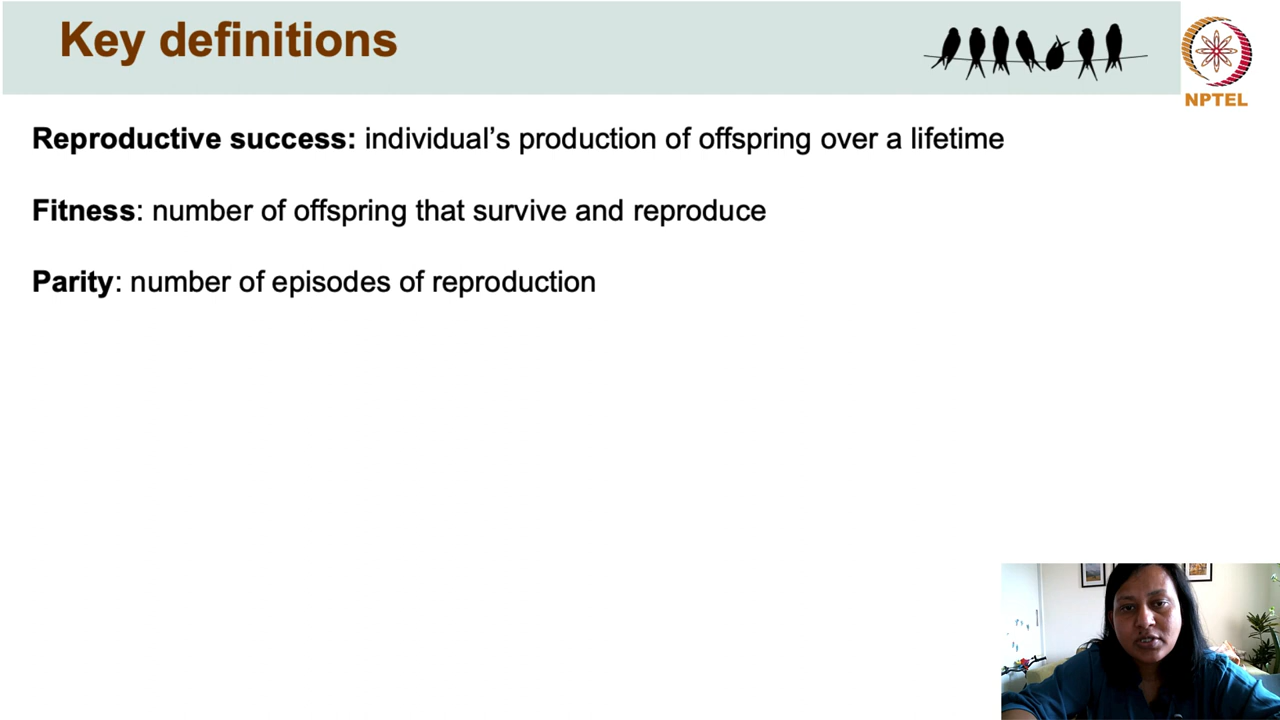 Key definitions
NPTEL
Reproductive success: individual’s production of offspring over a lifetime
Fitness: number of offspring that survive and reproduce
Parity: number of episodes of reproduction